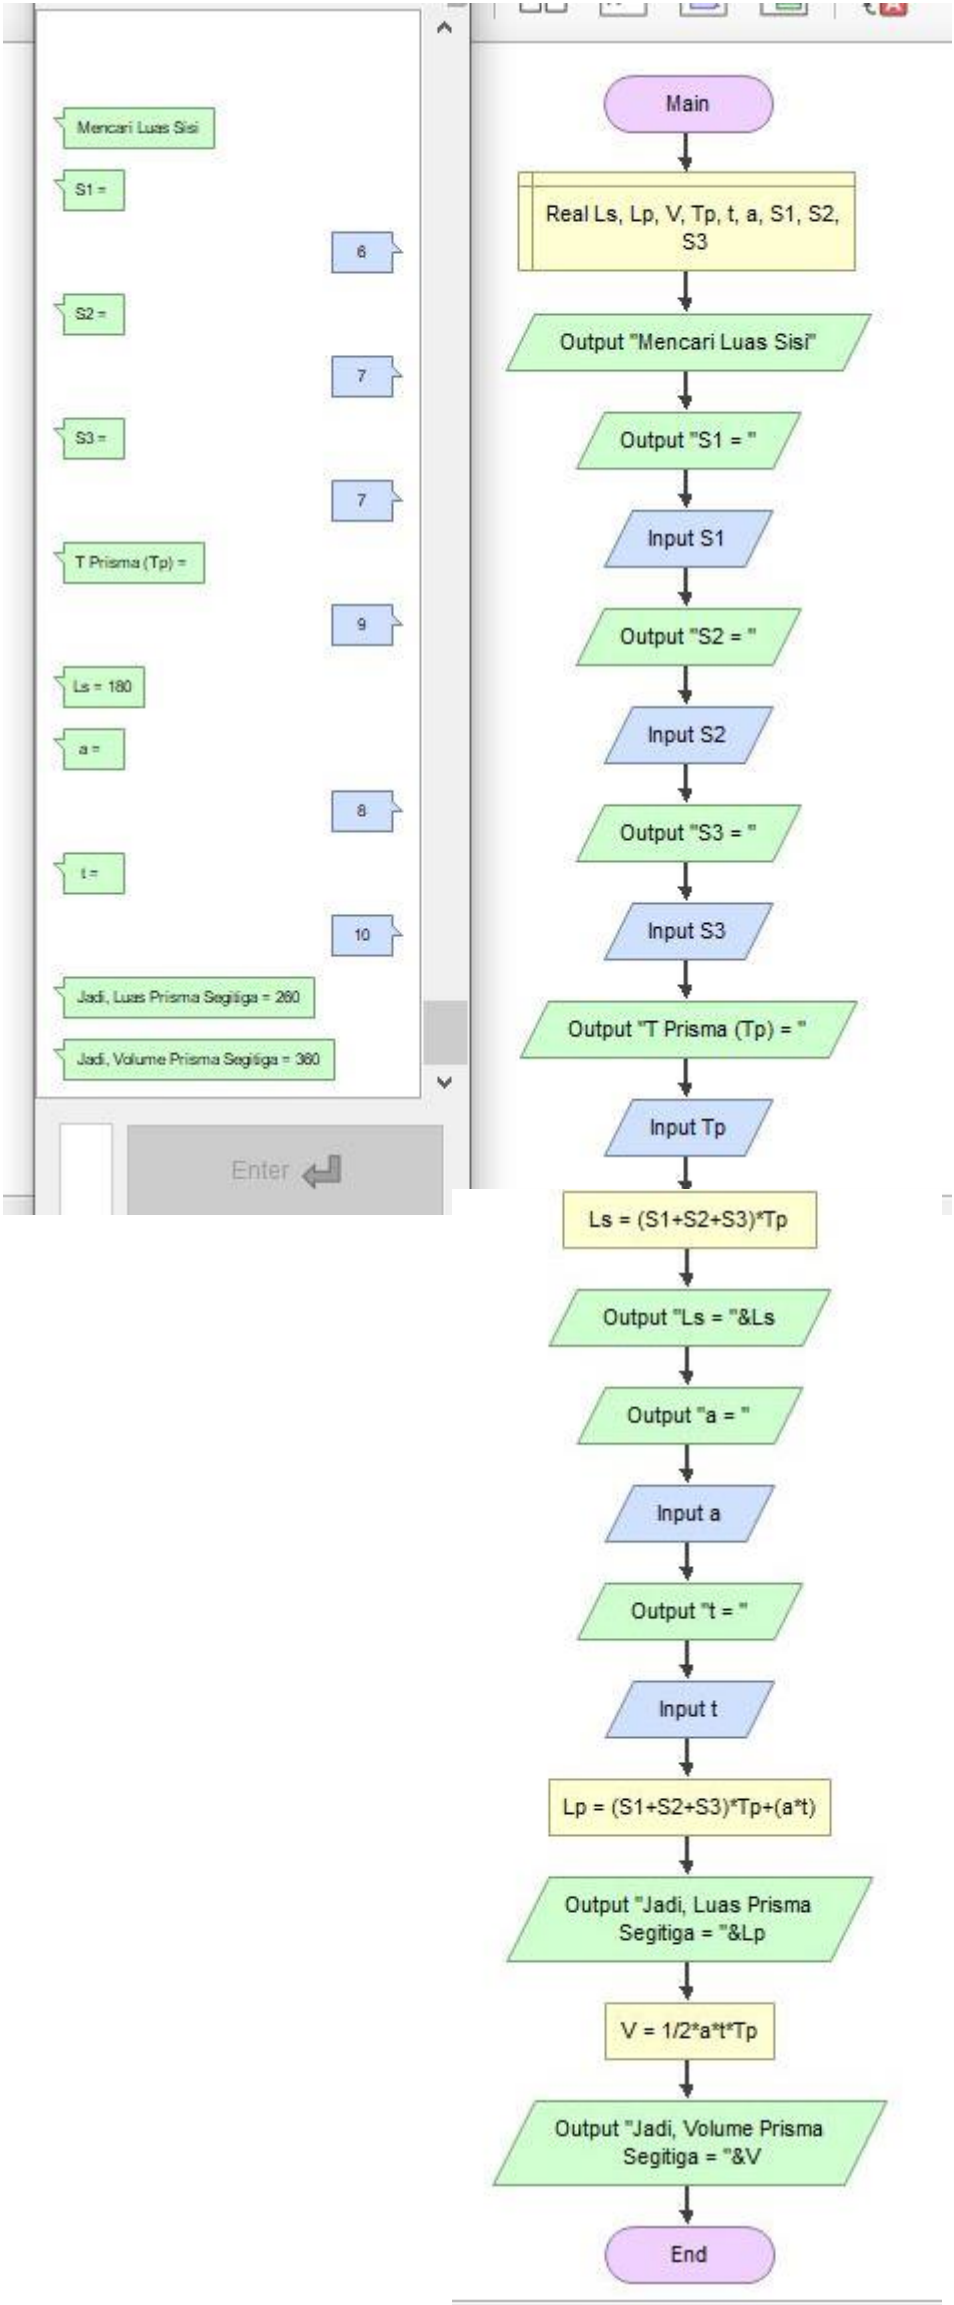 Mencari Luas Sisi
S1 =
6
S2 =
7
S3 =
7
T Prisma (Tp) =
9
Ls = 180
a =
8
t =
10
Jadi, Luas Prisma Segitiga = 260
Jadi, Volume Prisma Segitiga = 360
Enter
Main
Real Ls, Lp, V, Tp, t, a, S1, S2,
S3
Output "Mencari Luas Sisi"
Output "S1 = "
Input S1
Output "S2 = "
Input S2
Output "S3 = "
Input S3
Output "T Prisma (Tp) = "
Input Tp
Ls = (S1+S2+S3)*Tp
Output "Ls = "&Ls
Output "a = "
Input a
Output "t = "
Input t
Lp = (S1+S2+S3)*Tp+(a*t)
Output "Jadi, Luas Prisma
Segitiga = "&Lp
V = 1/2*a*t*Tp
Output "Jadi, Volume Prisma
Segitiga = "&V
End